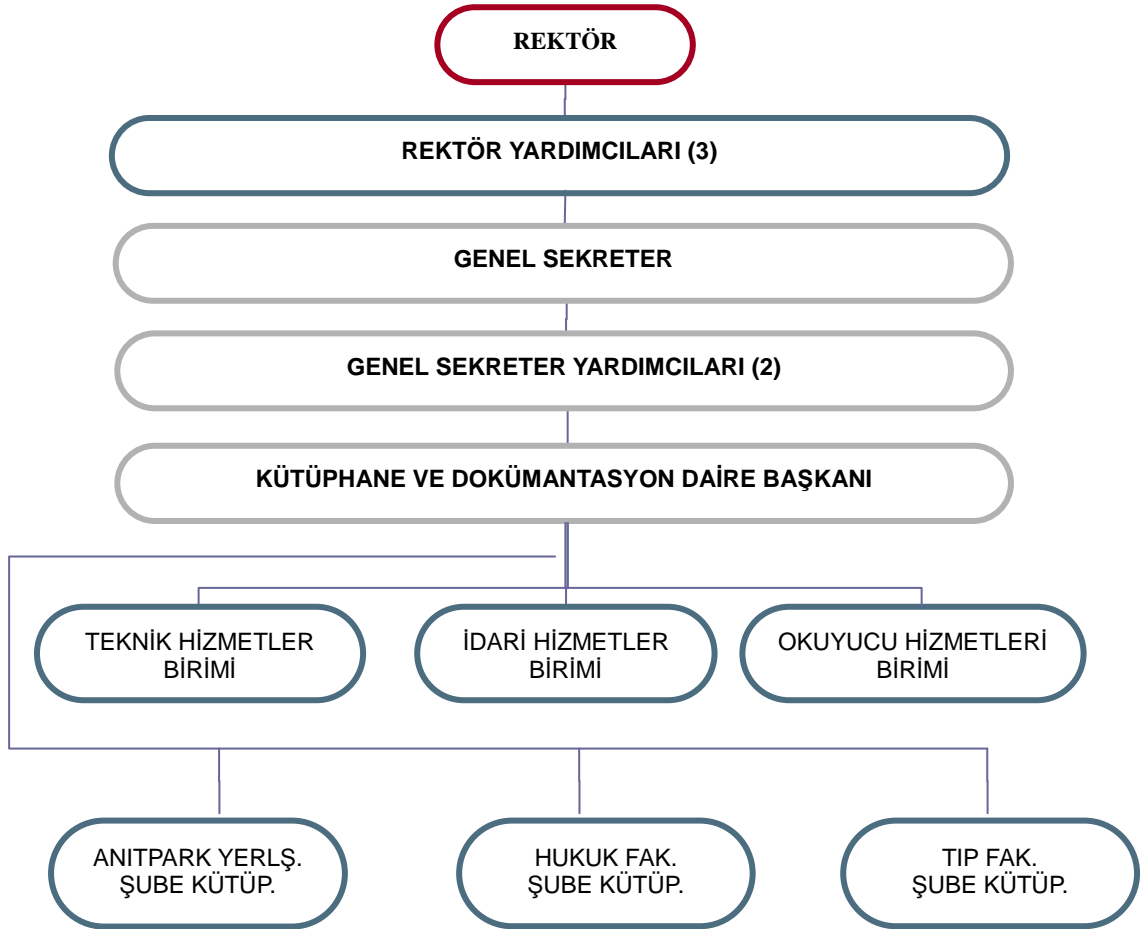 REKTÖR
REKTÖR YARDIMCILARI (3)
GENEL SEKRETER
GENEL SEKRETER YARDIMCILARI (2)
KÜTÜPHANE VE DOKÜMANTASYON DAİRE BAŞKANI
TEKNİK HİZMETLER
BİRİMİ
İDARİ HİZMETLER
BİRİMİ
OKUYUCU HİZMETLERİ
BİRİMİ
ANITPARK YERLŞ.
ŞUBE KÜTÜP.
HUKUK FAK.
ŞUBE KÜTÜP.
TIP FAK.
ŞUBE KÜTÜP.